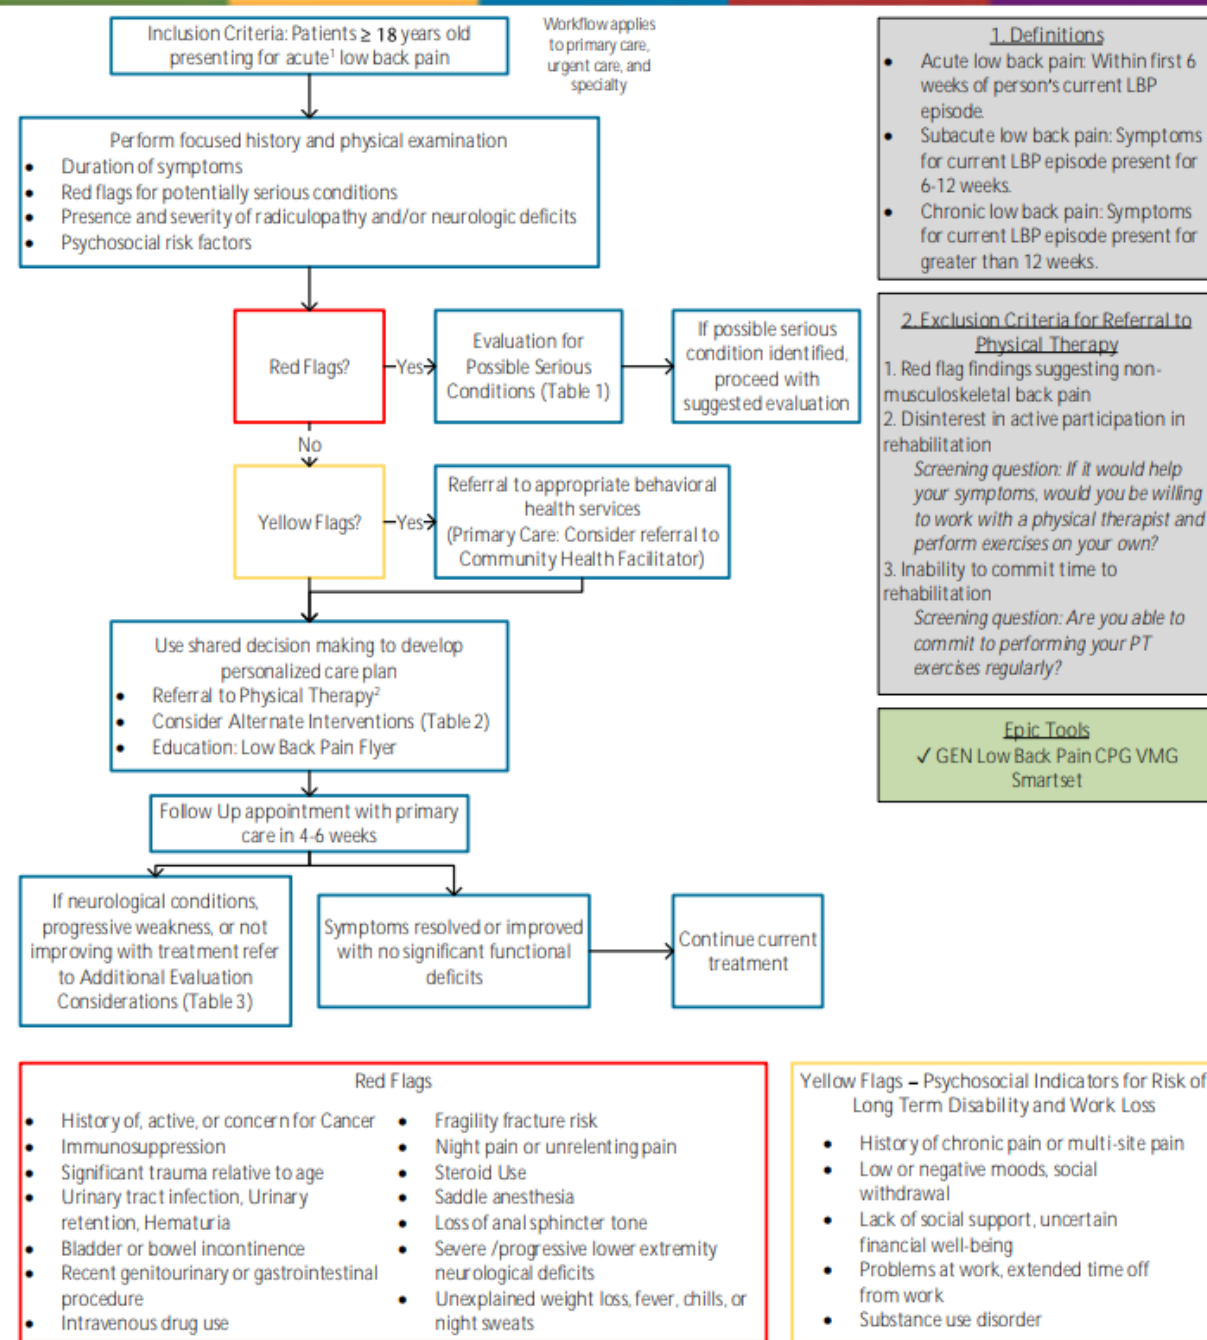 Inclusion Criteria: Patients ≥ 18 years old
presenting for acute¹ low back pain
Workflow applies
to primary care,
urgent care, and
specialty
Perform focused history and physical examination
• Duration of symptoms
• Red flags for potentially serious conditions
• Presence and severity of radiculopathy and/or neurologic deficits
• Psychosocial risk factors
Red Flags?
Yes
Evaluation for
Possible Serious
Conditions (Table 1)
If possible serious
condition identified,
proceed with
suggested evaluation
No
Yellow Flags?
Yes
Referral to appropriate behavioral
health services
(Primary Care: Consider referral to
Community Health Facilitator)
Use shared decision making to develop
personalized care plan
• Referral to Physical Therapy²
• Consider Alternate Interventions (Table 2)
• Education: Low Back Pain Flyer
Follow Up appointment with primary
care in 4-6 weeks
If neurological conditions,
progressive weakness, or not
improving with treatment refer
to Additional Evaluation
Considerations (Table 3)
Symptoms resolved or improved
with no significant functional
deficits
Continue current
treatment
1. Definitions
• Acute low back pain: Within first 6
weeks of person's current LBP
episode.
• Subacute low back pain: Symptoms
for current LBP episode present for
6-12 weeks.
• Chronic low back pain: Symptoms
for current LBP episode present for
greater than 12 weeks.
2. Exclusion Criteria for Referral to
Physical Therapy
1. Red flag findings suggesting non-
musculoskeletal back pain
2. Disinterest in active participation in
rehabilitation
Screening question: If it would help
your symptoms, would you be willing
to work with a physical therapist and
perform exercises on your own?
3. Inability to commit time to
rehabilitation
Screening question: Are you able to
commit to performing your PT
exercises regularly?
Epic Tools
✓ GEN Low Back Pain CPG VMG
Smartset
Red Flags
• History of, active, or concern for Cancer
• Immunosuppression
• Significant trauma relative to age
• Urinary tract infection, Urinary
retention, Hematuria
• Bladder or bowel incontinence
• Recent genitourinary or gastrointestinal
procedure
• Intravenous drug use
• Fragility fracture risk
• Night pain or unrelenting pain
• Steroid Use
• Saddle anesthesia
• Loss of anal sphincter tone
• Severe /progressive lower extremity
neurological deficits
• Unexplained weight loss, fever, chills, or
night sweats
Yellow Flags – Psychosocial Indicators for Risk of
Long Term Disability and Work Loss
• History of chronic pain or multi-site pain
• Low or negative moods, social
withdrawal
• Lack of social support, uncertain
financial well-being
• Problems at work, extended time off
from work
• Substance use disorder